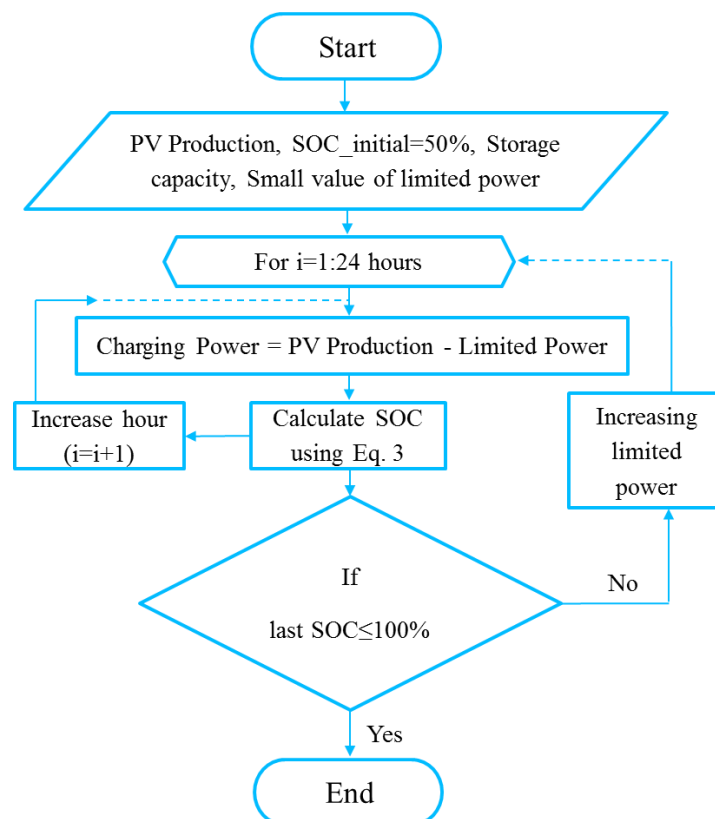 Start
PV Production, SOC_initial=50%, Storage
capacity, Small value of limited power
For i=1:24 hours
Charging Power = PV Production - Limited Power
Increase hour
(i=i+1)
Calculate SOC
using Eq. 3
Increasing
limited
power
If
last SOC≤100%
No
Yes
End